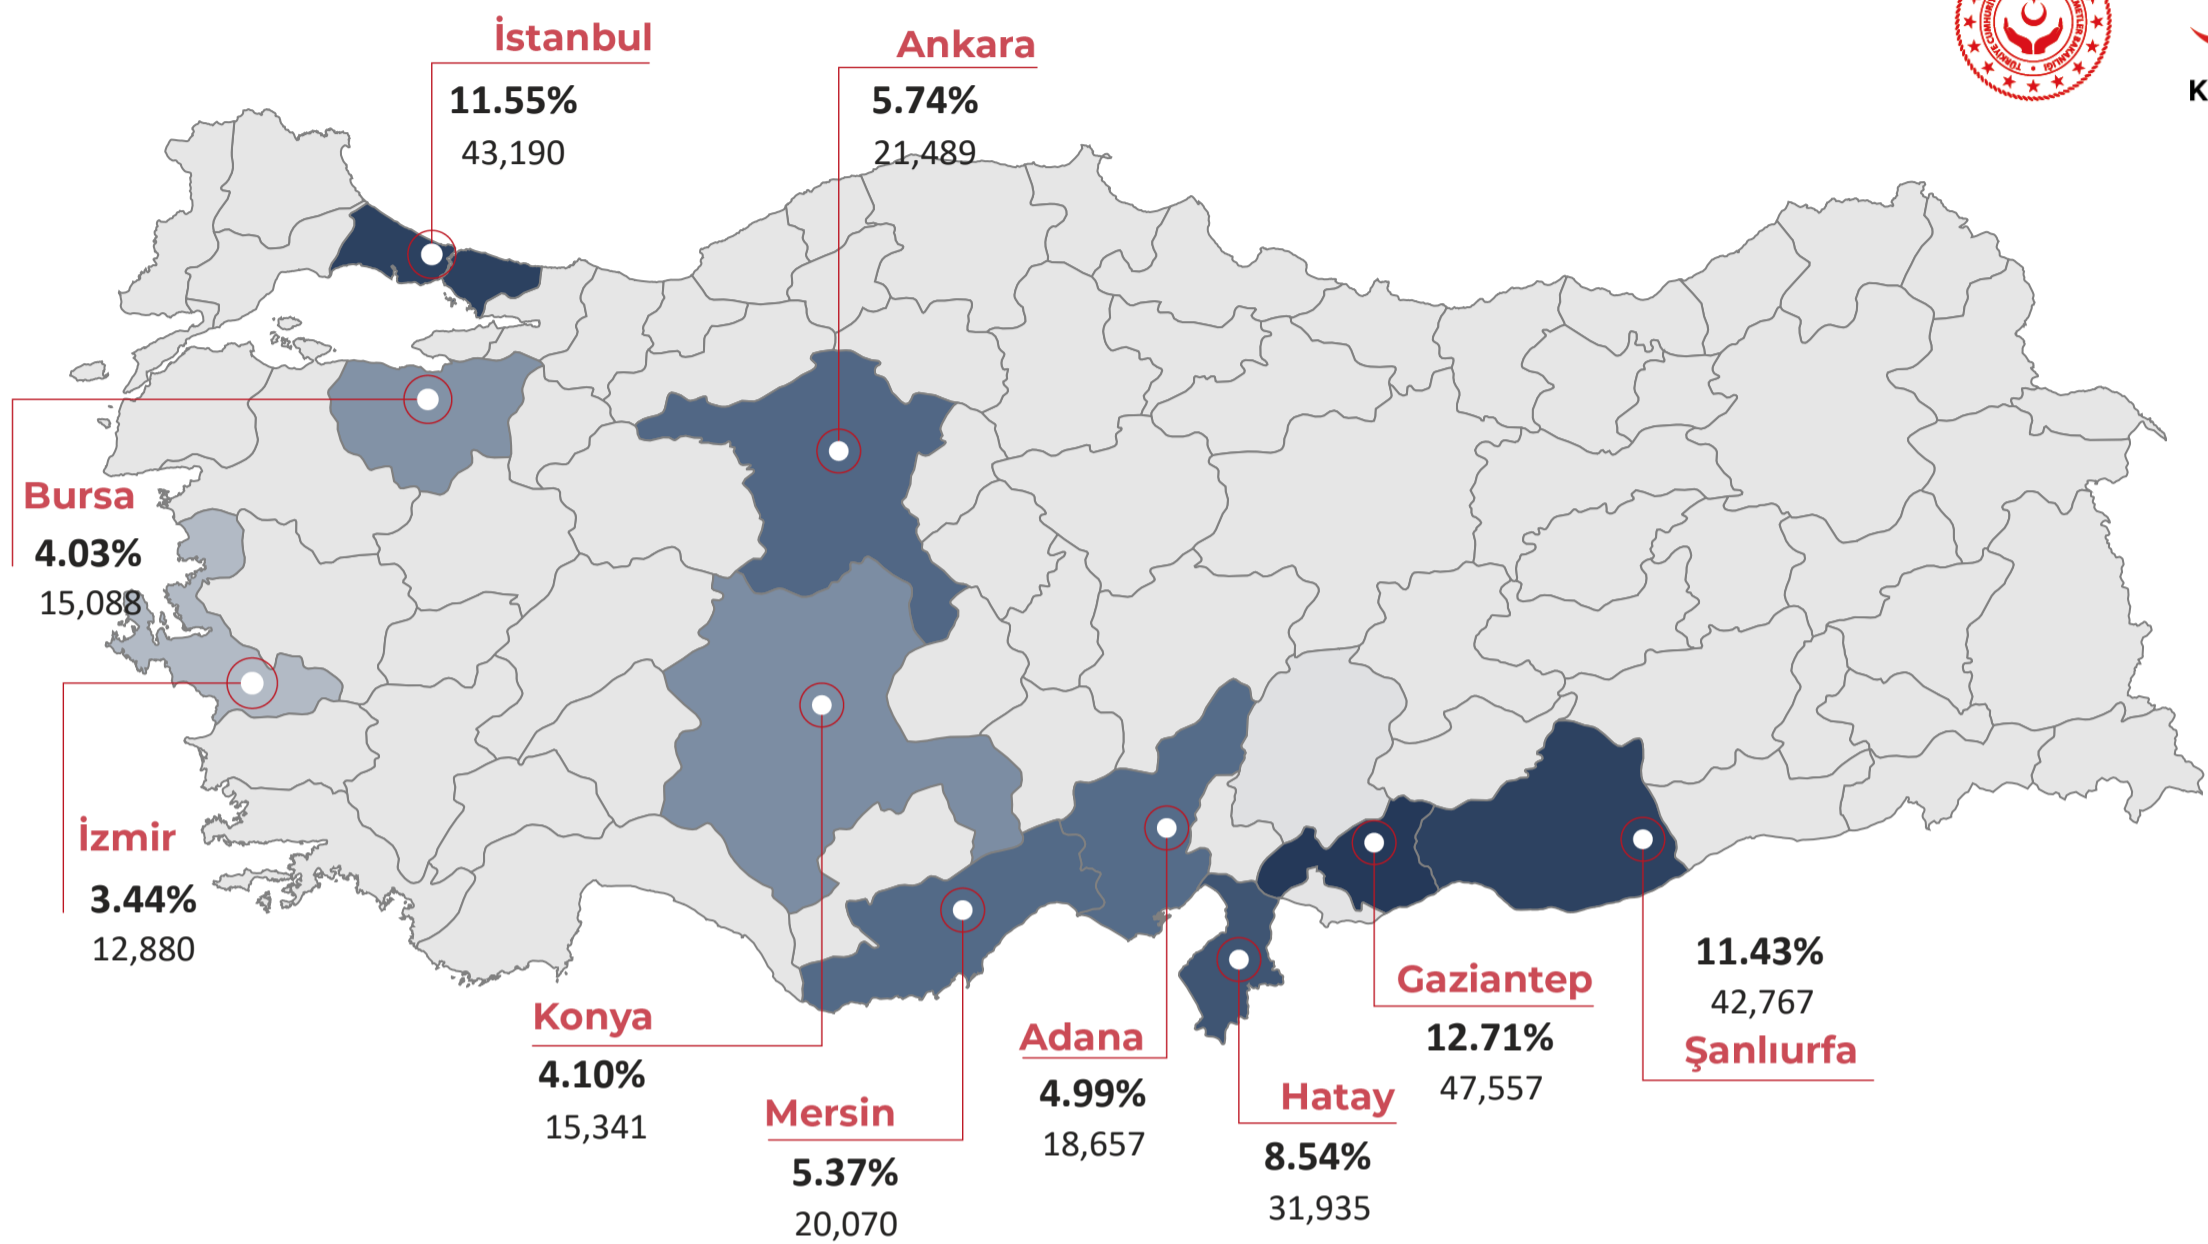 İstanbul
11.55%
43,190
Ankara
5.74%
21,489
K
Bursa
4.03%
15,088
İzmir
3.44%
12,880
Konya
4.10%
15,341
Mersin
5.37%
20,070
Adana
4.99%
18,657
Hatay
8.54%
31,935
Gaziantep
12.71%
47,557
11.43%
42,767
Şanlıurfa